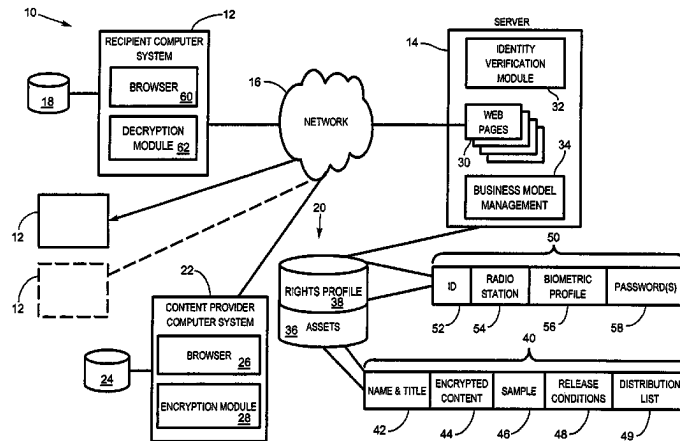 10
12
RECIPIENT COMPUTER
SYSTEM
BROWSER
60
DECRYPTION
MODULE 62
18
16
NETWORK
SERVER
14
IDENTITY
VERIFICATION
MODULE
32
WEB
PAGES
30
34
BUSINESS MODEL
MANAGEMENT
12
12
20
22
CONTENT PROVIDER
COMPUTER SYSTEM
BROWSER 26
ENCRYPTION MODULE
28
24
RIGHTS PROFILE
38
36 ASSETS
50
ID
RADIO
STATION
BIOMETRIC
PROFILE
PASSWORD(S)
52
54
56
58
40
NAME & TITLE
ENCRYPTED
CONTENT
SAMPLE
RELEASE
CONDITIONS
DISTRIBUTION
LIST
42
44
46
48
49